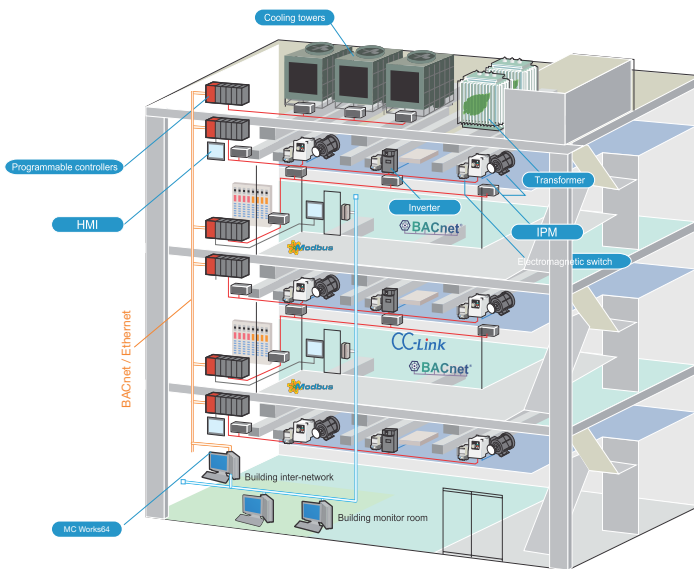 Cooling towers
Programmable controllers
Transformer
HMI
Inverter
IPM
BACnet
Modbus
Electromagnetic switch
BACnet / Ethernet
CC-Link
BACnet
Modbus
Building inter-network
MC Works64
Building monitor room